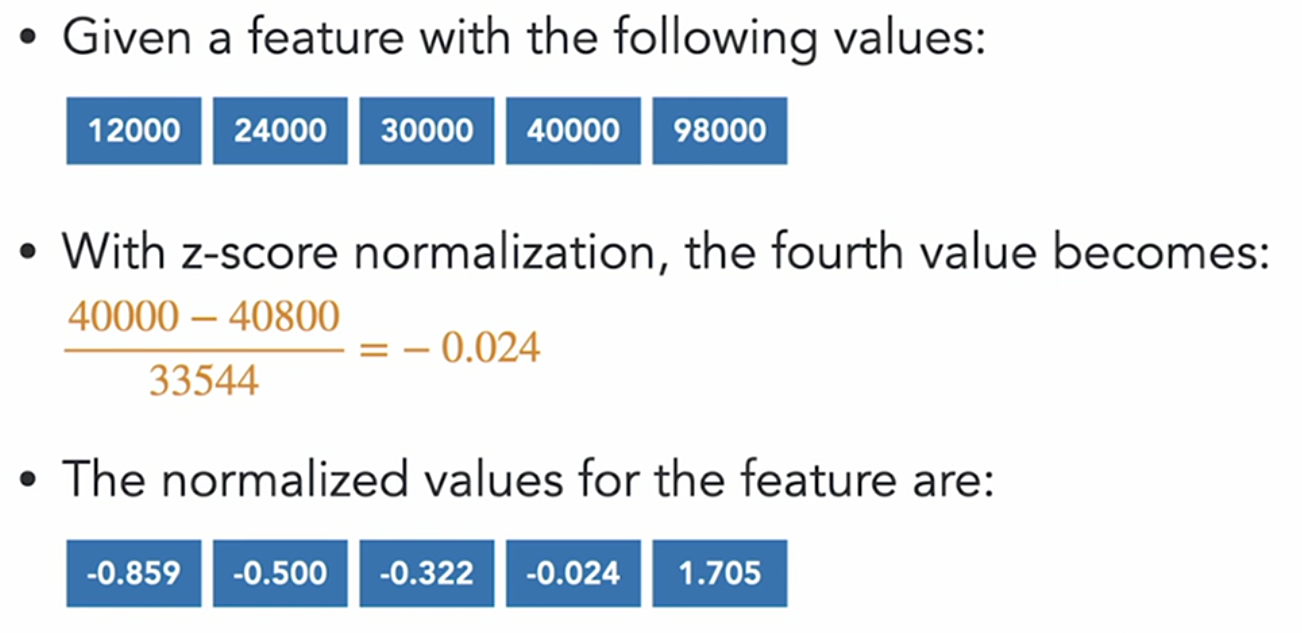 • Given a feature with the following values:
12000 24000 30000 40000 98000
• With z-score normalization, the fourth value becomes:
40000 – 40800
33544
= – 0.024
• The normalized values for the feature are:
-0.859 -0.500 -0.322 -0.024 1.705